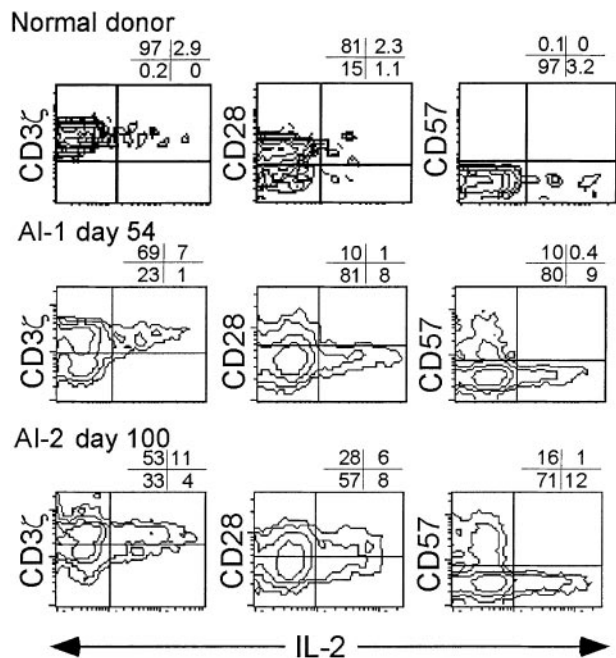 Normal donor
97 2.9 81 2.3 0.1 0
0.2 0 15 1.1 97 3.2
CD3ζ CD28 CD57
AI-1 day 54
69 7 10 1 10 0.4
23 1 81 8 80 9
CD3ζ CD28 CD57
AI-2 day 100
53 11 28 6 16 1
33 4 57 8 71 12
CD3ζ CD28 CD57
IL-2